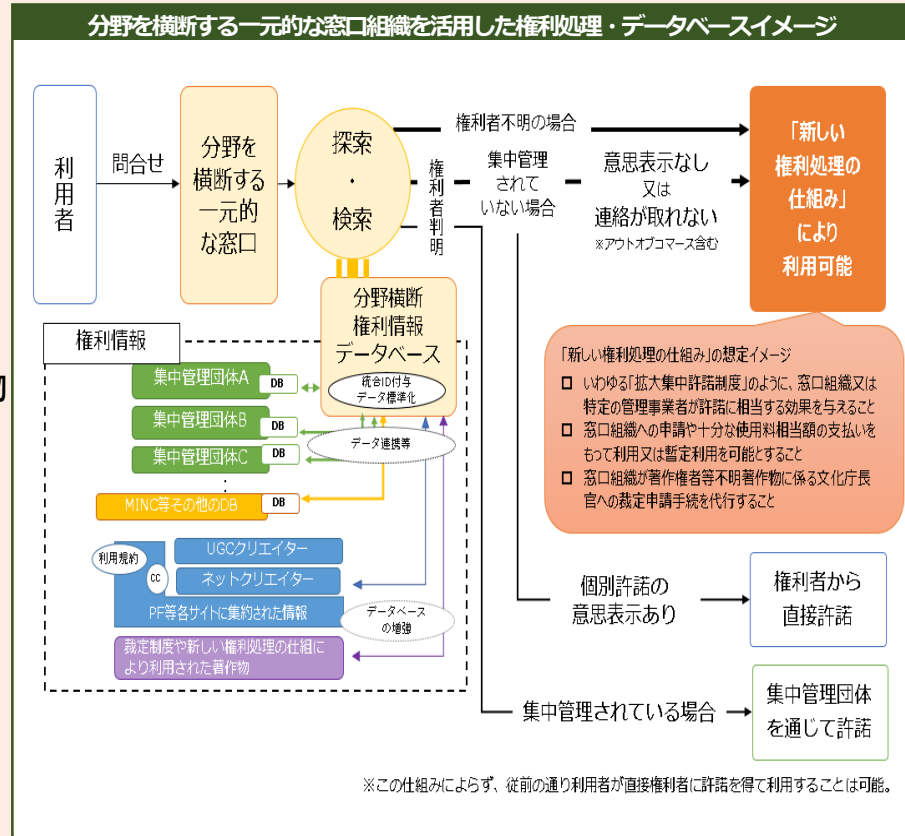 分野を横断する一元的な窓口組織を活用した権利処理・データベースイメージ
利用者
問合せ
分野を
横断する
一元的
な窓口
探索
・
検索
権利者不明の場合
権利者判明
集中管理
されて
いない場合
意思表示なし
又は
連絡が取れない
※アウトオブコマース含む
「新しい
権利処理の
仕組み」
により
利用可能
分野横断
権利情報
データベース
統合ID付与
データ標準化
データ連携等
権利情報
集中管理団体A
DB
集中管理団体B
DB
集中管理団体C
DB
:
MINC等その他のDB
DB
利用規約
CC
UGCクリエイター
ネットクリエイター
PF等各サイトに集約された情報
データベース
の増強
裁定制度や新しい権利処理の仕組に
より利用された著作物
物
「新しい権利処理の仕組み」の想定イメージ
□ いわゆる「拡大集中許諾制度」のように、窓口組織又は
特定の管理事業者が許諾に相当する効果を与えること
□ 窓口組織への申請や十分な使用料相当額の支払いを
もって利用又は暫定利用を可能とすること
□ 窓口組織が著作権者等不明著作物に係る文化庁長
官への裁定申請手続を代行すること
個別許諾の
意思表示あり
権利者から
直接許諾
集中管理されている場合
集中管理団体
を通じて許諾
※この仕組みによらず、従前の通り利用者が直接権利者に許諾を得て利用することは可能。